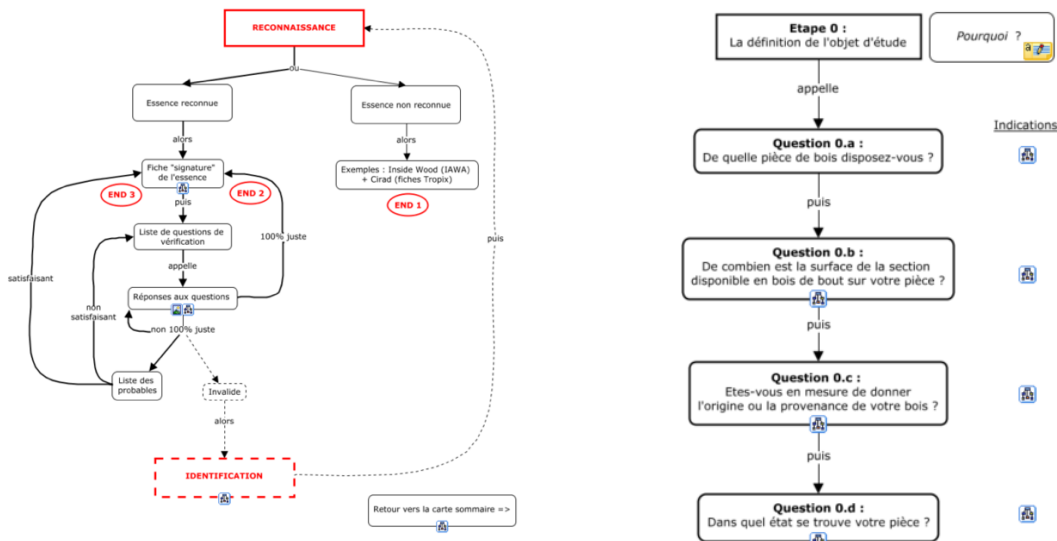 RECONNAISSANCE
ou
Essence reconnue
Essence non reconnue
alors
alors
Fiche "signature"
de l'essence
Exemples : Inside Wood (IAWA)
+ Cirad (fiches Tropix)
END 3
END 2
END 1
puis
Liste de questions de
vérification
100% juste
puis
appelle
satisfaisant
Réponses aux questions
non
satisfaisant
non 100% juste
Liste des
probables
Invalide
alors
IDENTIFICATION
Retour vers la carte sommaire =>
Etape 0 :
La définition de l'objet d'étude
Pourquoi ?
a
appelle
Indications
Question 0.a :
De quelle pièce de bois disposez-vous ?
puis
Question 0.b :
De combien est la surface de la section
disponible en bois de bout sur votre pièce ?
puis
Question 0.c :
Etes-vous en mesure de donner
l'origine ou la provenance de votre bois ?
puis
Question 0.d :
Dans quel état se trouve votre pièce ?